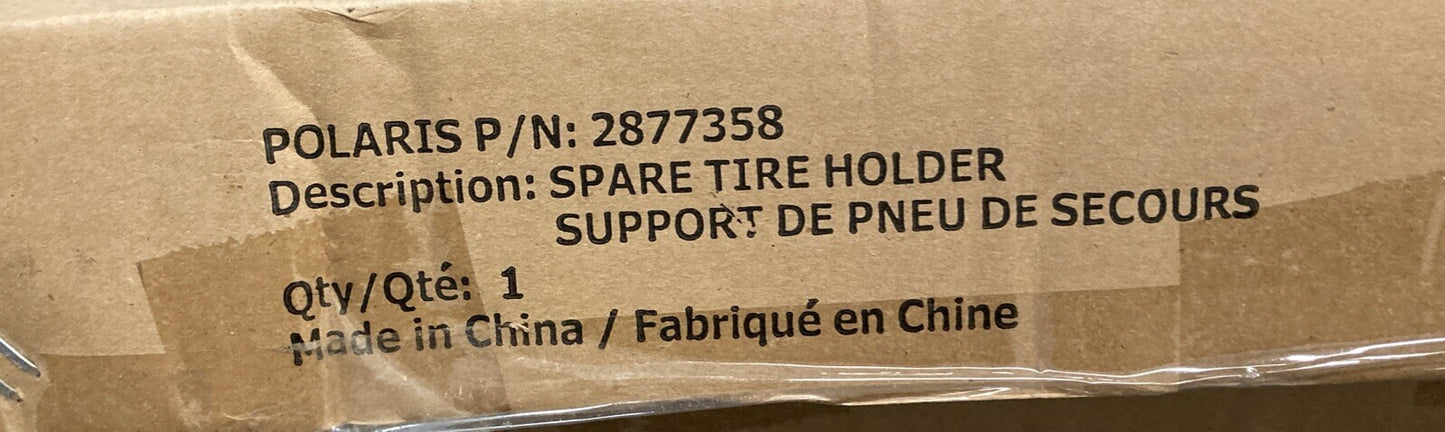 POLARIS P/N: 2877358
Description: SPARE TIRE HOLDER
SUPPORT DE PNEU DE SECOURS
Qty/Qté: 1
Made in China / Fabriqué en Chine